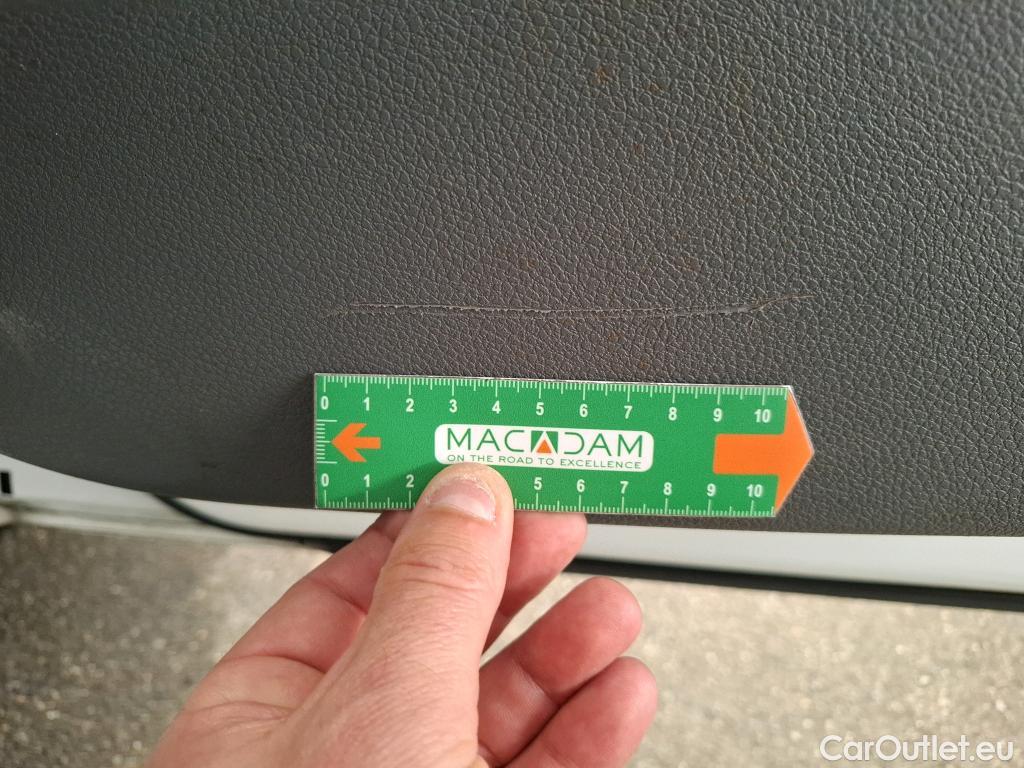 0 1 2 3 4 5 6 7 8 9 10
MACADAM
ON THE ROAD TO EXCELLENCE
0 1 2 5 6 7 8 9 10
CarOutlet.eu